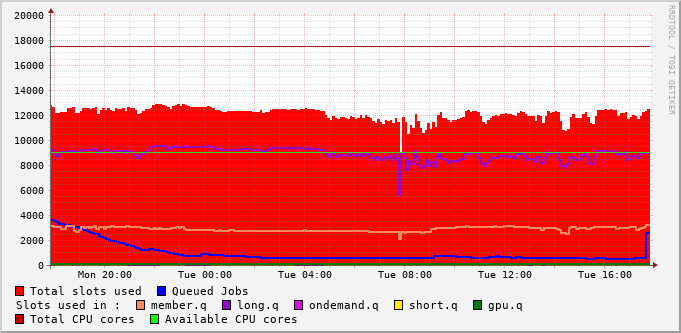 20000
18000
16000
14000
12000
10000
8000
6000
4000
2000
0
Mon 20:00 Tue 00:00 Tue 04:00 Tue 08:00 Tue 12:00 Tue 16:00
RRDTOOL / TOBI OETIKER
Total slots used Queued Jobs
Slots used in : member.q long.q ondemand.q short.q gpu.q
Total CPU cores Available CPU cores